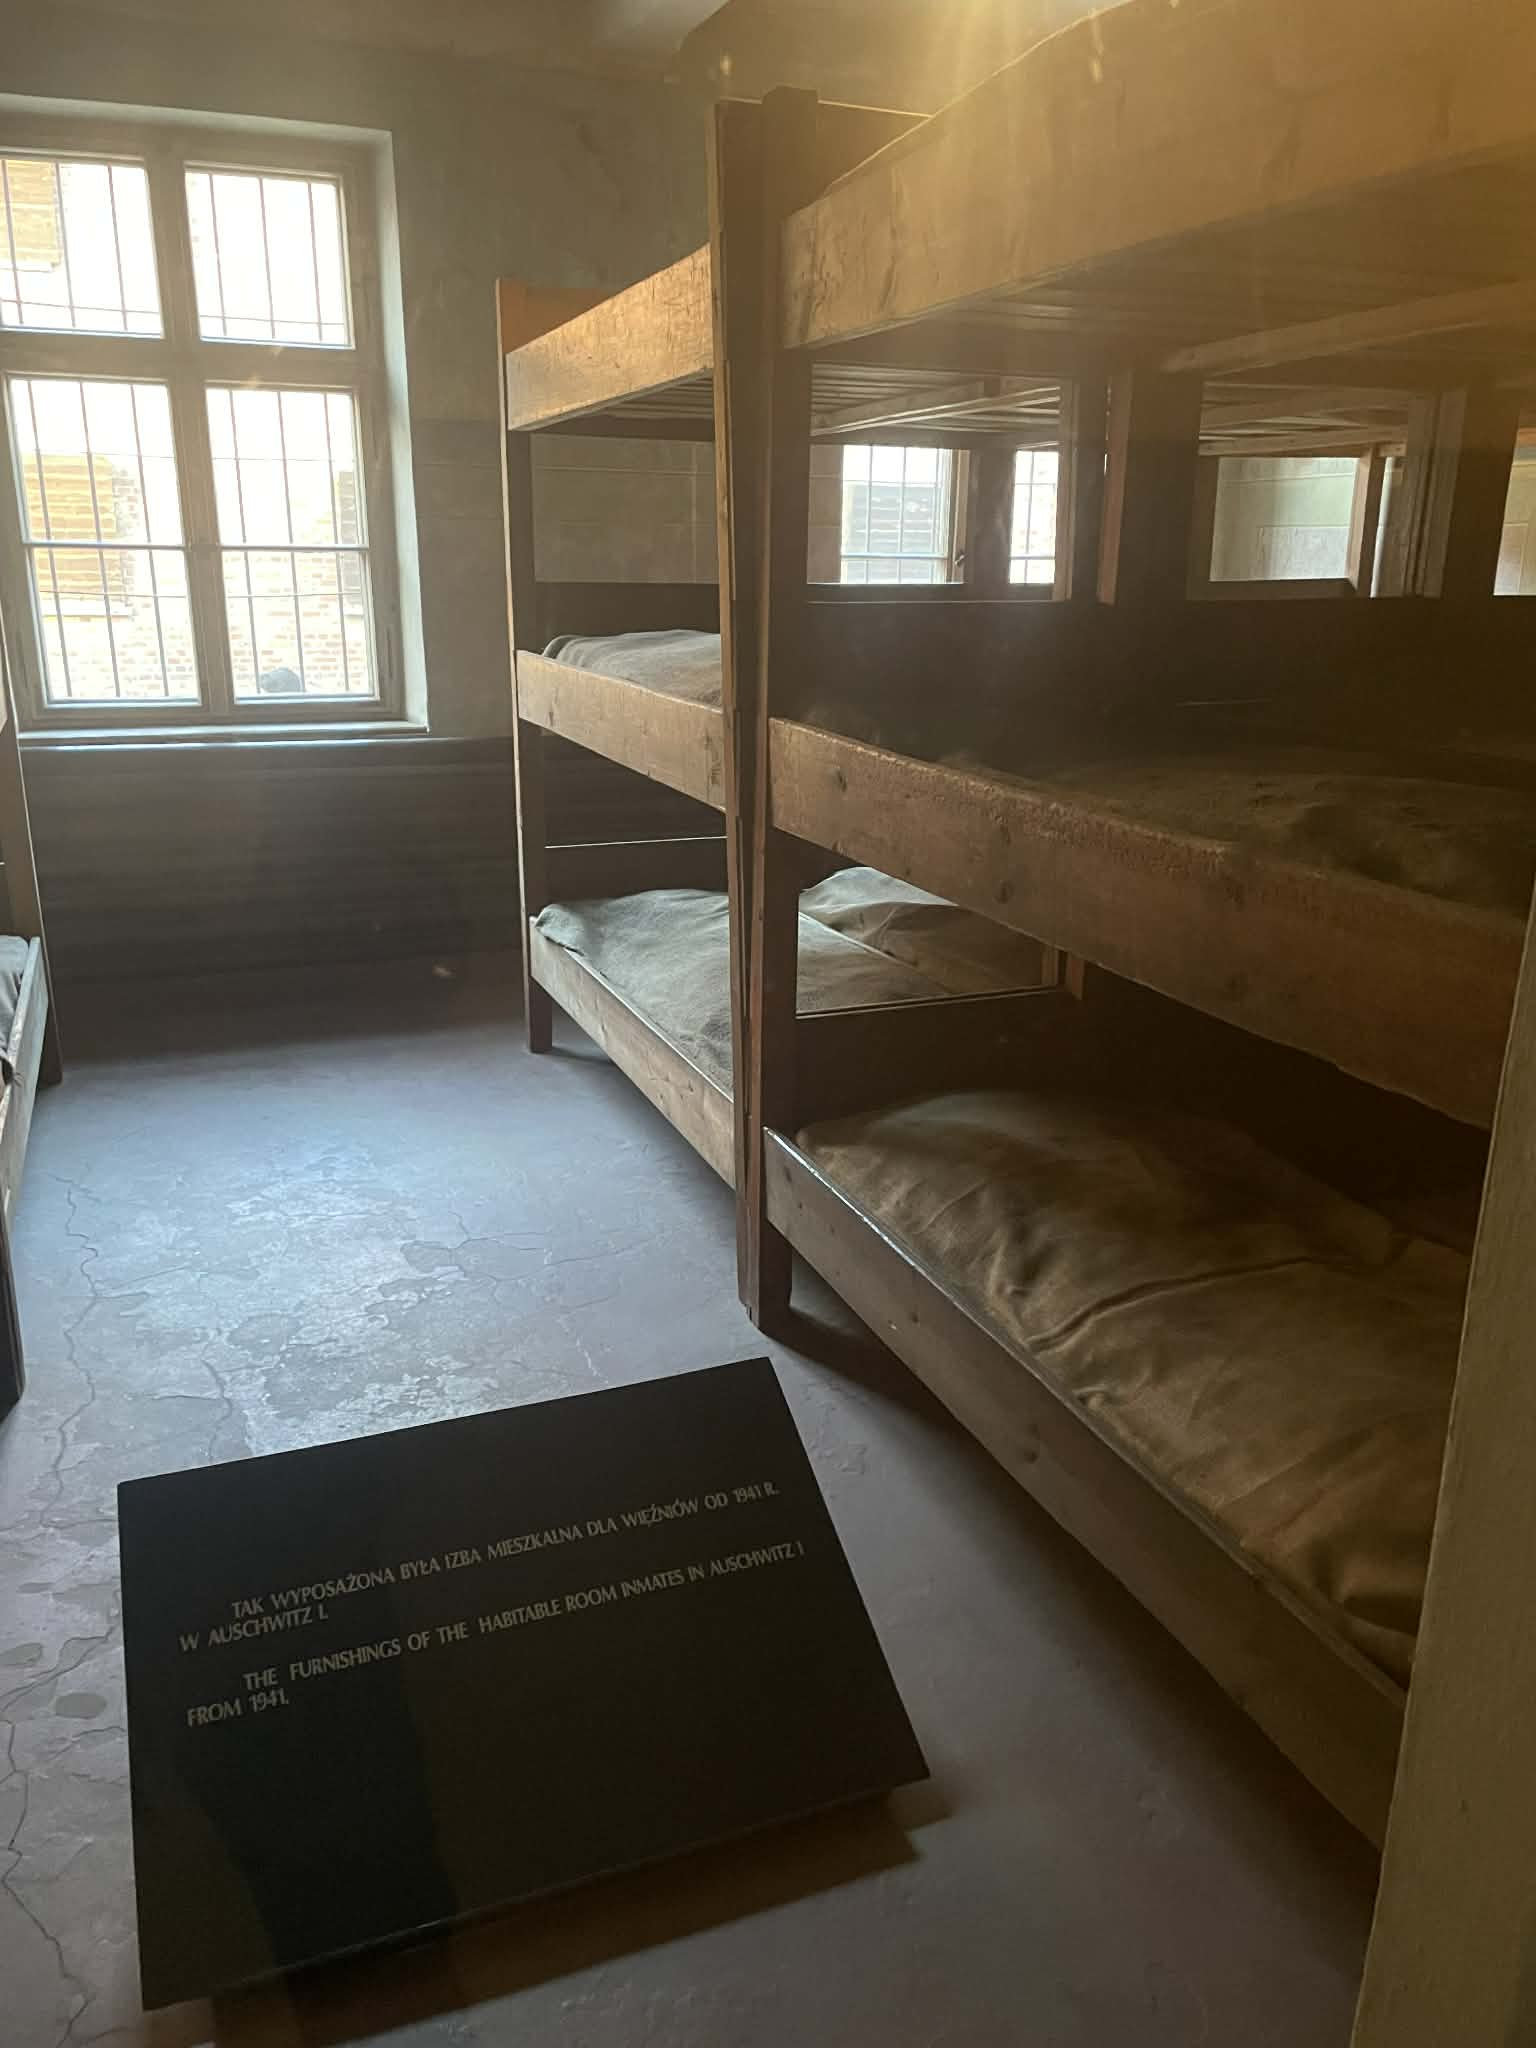 TAK WYPOSAŻONA BYŁA IZBA MIESZKALNA DLA WIĘŹNIÓW OD 1941 R.
W AUSCHWITZ I.
THE FURNISHINGS OF THE HABITABLE ROOM INMATES IN AUSCHWITZ I
FROM 1941.